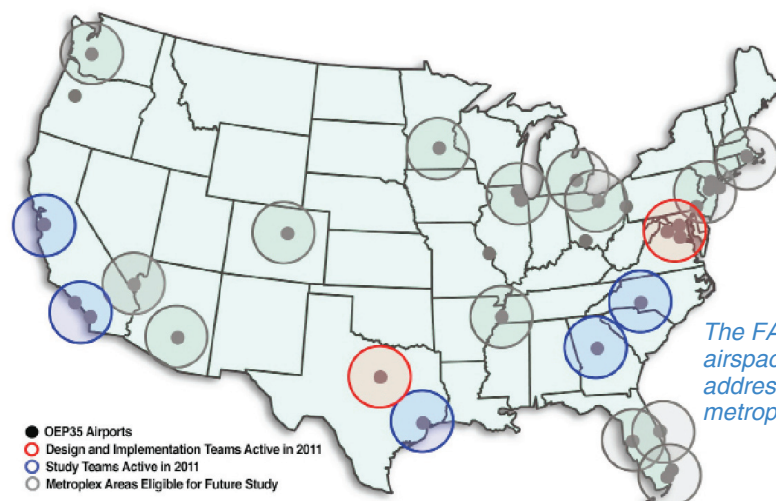 The FA
airspac
addres
metrop
OEP35 Airports
Design and Implementation Teams Active in 2011
Study Teams Active in 2011
Metroplex Areas Eligible for Future Study